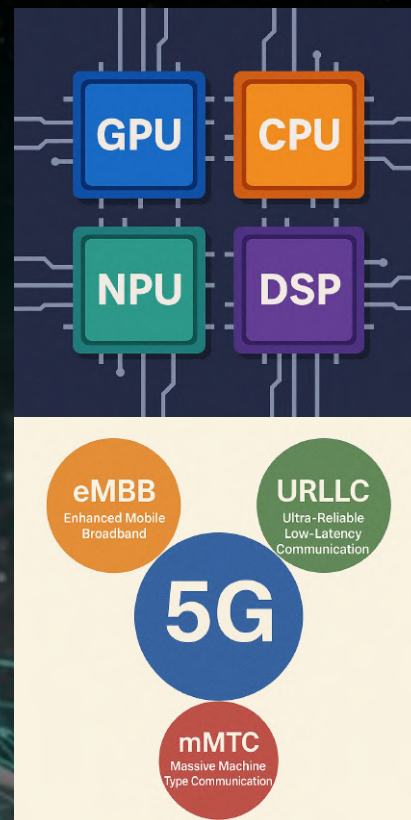 GPU
CPU
NPU
DSP
eMBB
Enhanced Mobile
Broadband
URLLC
Ultra-Reliable
Low-Latency
Communication
5G
mMTC
Massive Machine
Type Communication